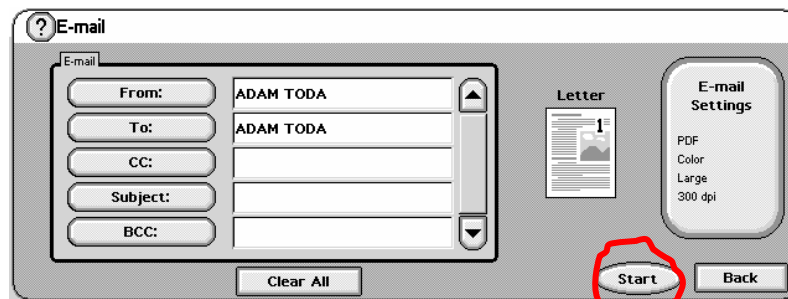 ? E-mail
E-mail
From: ADAM TODA
To: ADAM TODA
CC:
Subject:
BCC:
Clear All
Letter
1
E-mail
Settings
PDF
Color
Large
300 dpi
Start
Back